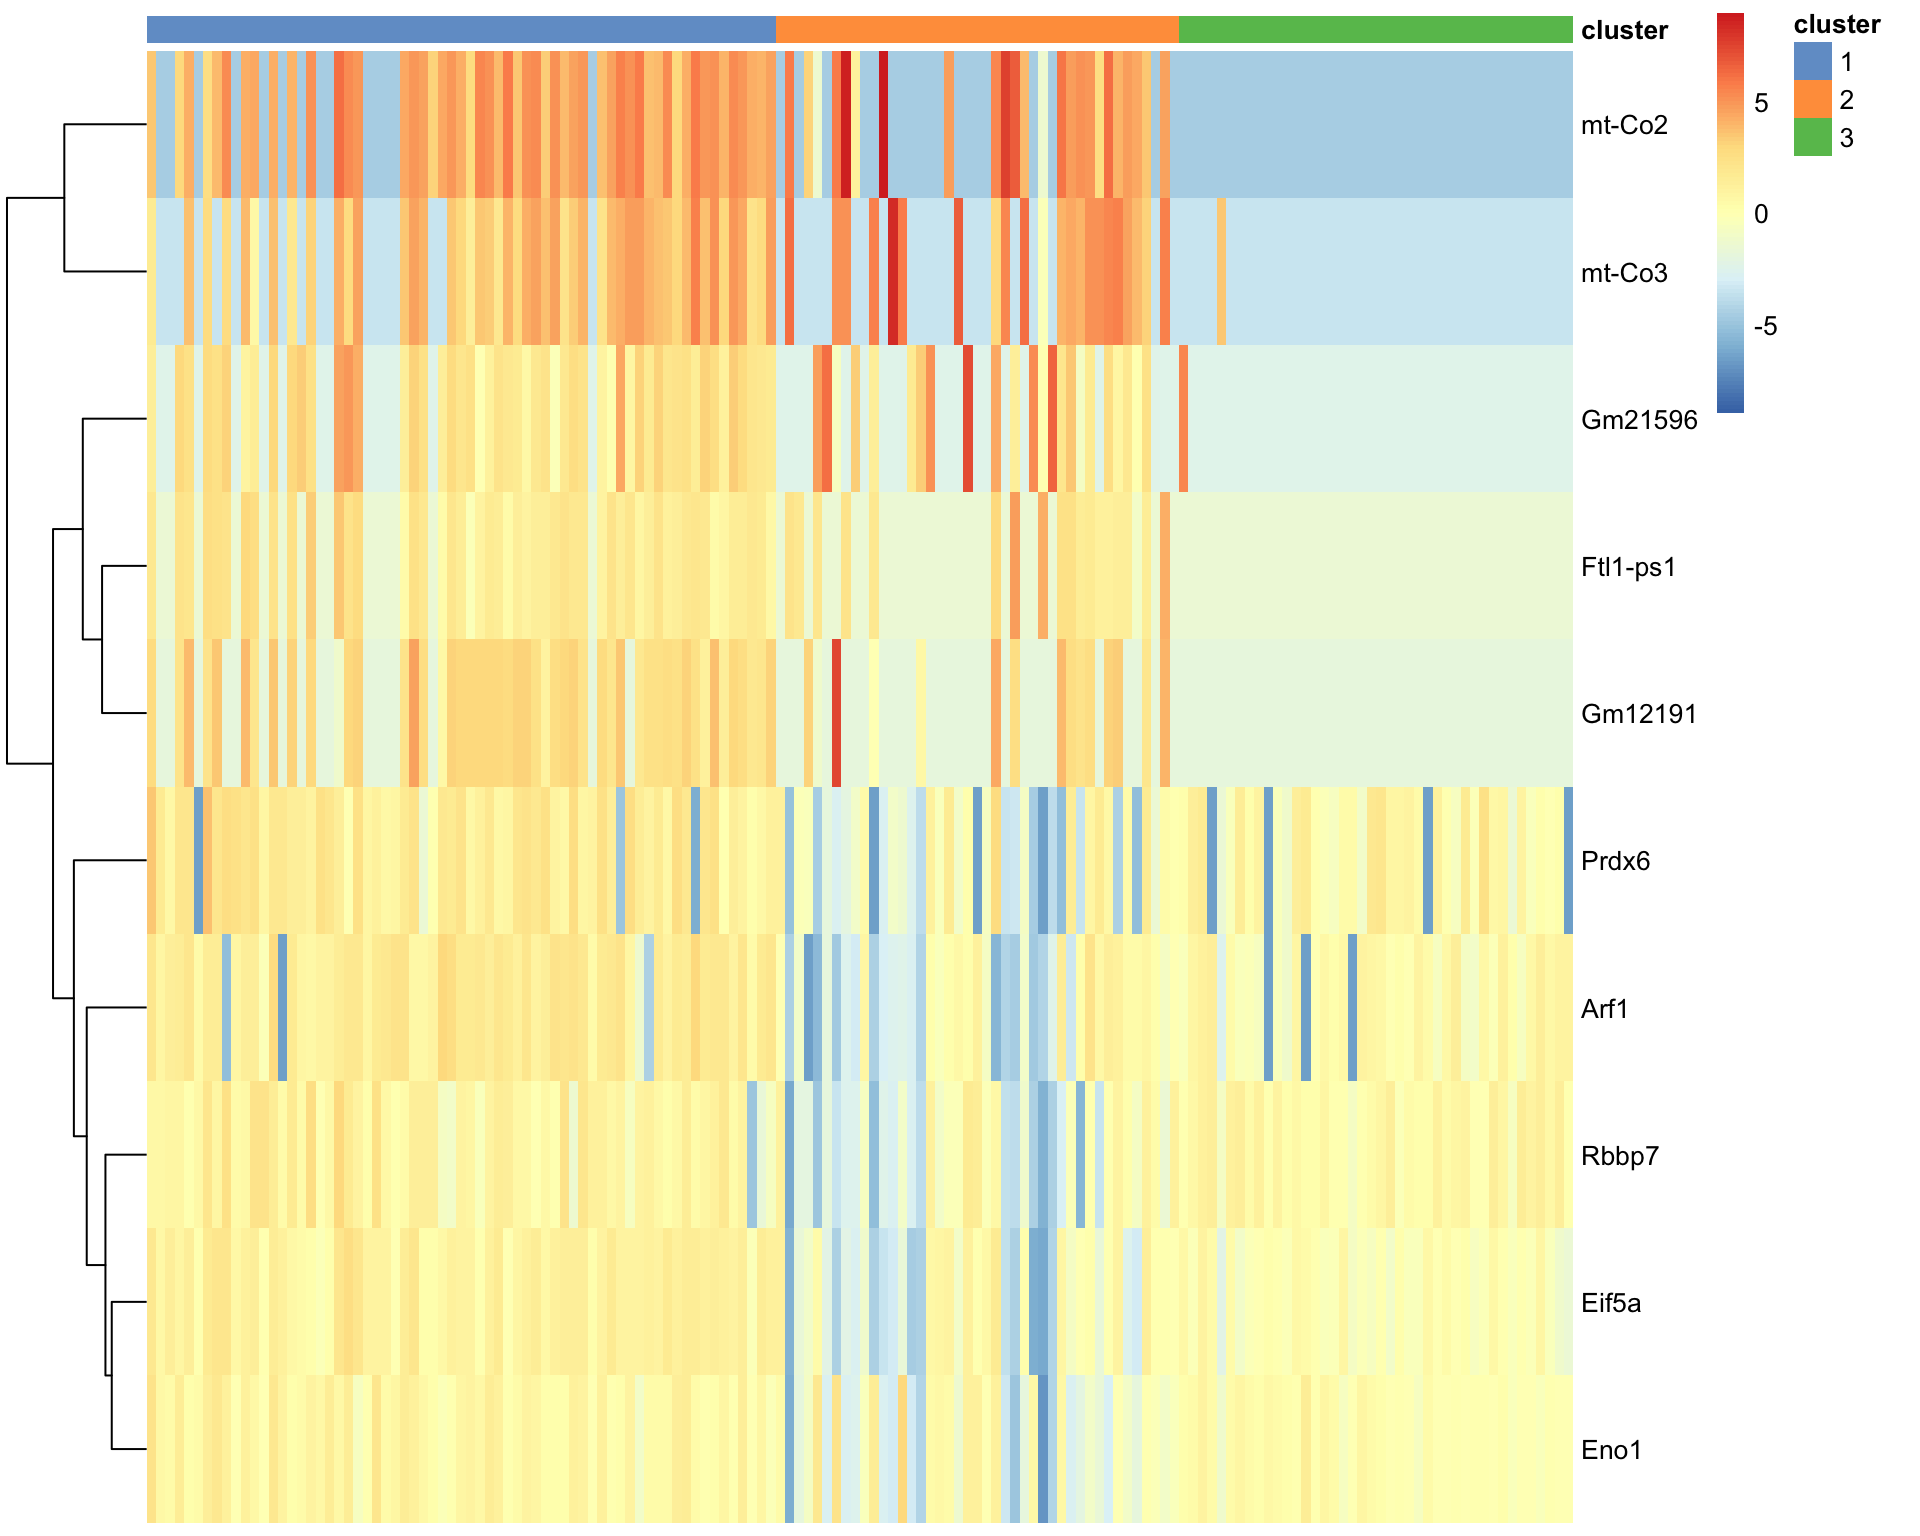 cluster
mt-Co2
mt-Co3
Gm21596
Ftl1-ps1
Gm12191
Prdx6
Arf1
Rbbp7
Eif5a
Eno1
5
0
-5
cluster
1
2
3